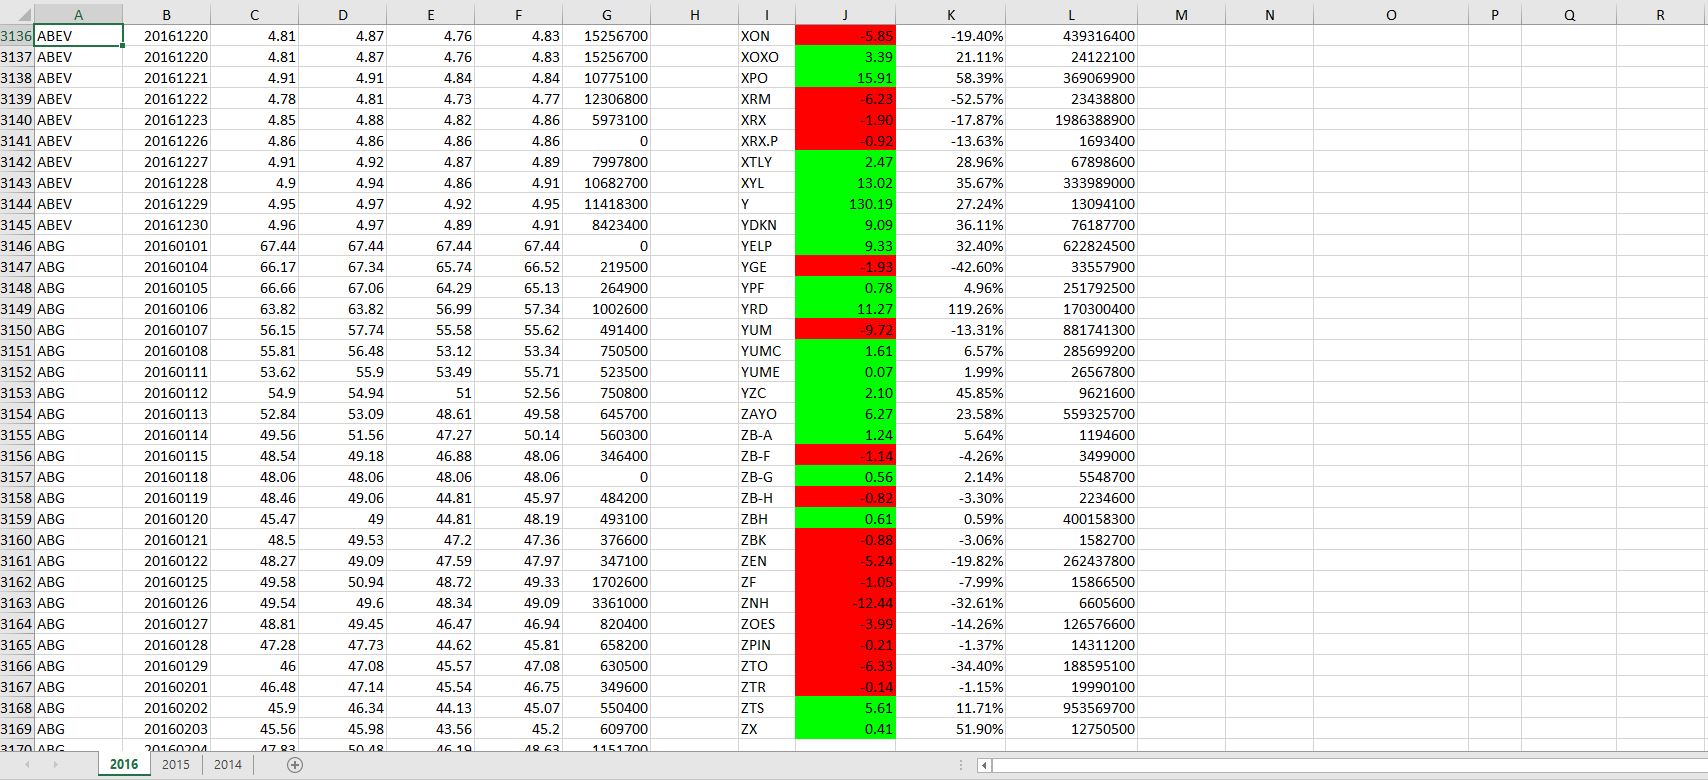 A B C D E F G H I J K L M N O P Q R
3136 ABEV 20161220 4.81 4.87 4.76 4.83 15256700 XON -5.85 -19.40% 439316400
3137 ABEV 20161220 4.81 4.87 4.76 4.83 15256700 XOXO 3.39 21.11% 24122100
3138 ABEV 20161221 4.91 4.91 4.84 4.84 10775100 XPO 15.91 58.39% 369069900
3139 ABEV 20161222 4.78 4.81 4.73 4.77 12306800 XRM -6.23 -52.57% 23438800
3140 ABEV 20161223 4.85 4.88 4.82 4.86 5973100 XRX -1.90 -17.87% 1986388900
3141 ABEV 20161226 4.86 4.86 4.86 4.86 0 XRX.P -0.92 -13.63% 1693400
3142 ABEV 20161227 4.91 4.92 4.87 4.89 7997800 XTLY 2.47 28.96% 67898600
3143 ABEV 20161228 4.9 4.94 4.86 4.91 10682700 XYL 13.02 35.67% 333989000
3144 ABEV 20161229 4.95 4.97 4.92 4.95 11418300 Y 130.19 27.24% 13094100
3145 ABEV 20161230 4.96 4.97 4.89 4.91 8423400 YDKN 9.09 36.11% 76187700
3146 ABG 20160101 67.44 67.44 67.44 67.44 0 YELP 9.33 32.40% 622824500
3147 ABG 20160104 66.17 67.34 65.74 66.52 219500 YGE -1.93 -42.60% 33557900
3148 ABG 20160105 66.66 67.06 64.29 65.13 264900 YPF 0.78 4.96% 251792500
3149 ABG 20160106 63.82 63.82 56.99 57.34 1002600 YRD 11.27 119.26% 170300400
3150 ABG 20160107 56.15 57.74 55.58 55.62 491400 YUM -9.72 -13.31% 881741300
3151 ABG 20160108 55.81 56.48 53.12 53.34 750500 YUMC 1.61 6.57% 285699200
3152 ABG 20160111 53.62 55.9 53.49 55.71 523500 YUME 0.07 1.99% 26567800
3153 ABG 20160112 54.9 54.94 51 52.56 750800 YZC 2.10 45.85% 9621600
3154 ABG 20160113 52.84 53.09 48.61 49.58 645700 ZAYO 6.27 23.58% 559325700
3155 ABG 20160114 49.56 51.56 47.27 50.14 560300 ZB-A 1.24 5.64% 1194600
3156 ABG 20160115 48.54 49.18 46.88 48.06 346400 ZB-F -1.14 -4.26% 3499000
3157 ABG 20160118 48.06 48.06 48.06 48.06 0 ZB-G 0.56 2.14% 5548700
3158 ABG 20160119 48.46 49.06 44.81 45.97 484200 ZB-H -0.82 -3.30% 2234600
3159 ABG 20160120 45.47 49 44.81 48.19 493100 ZBH 0.61 0.59% 400158300
3160 ABG 20160121 48.5 49.53 47.2 47.36 376600 ZBK -0.88 -3.06% 1582700
3161 ABG 20160122 48.27 49.09 47.59 47.97 347100 ZEN -5.24 -19.82% 262437800
3162 ABG 20160125 49.58 50.94 48.72 49.33 1702600 ZF -1.05 -7.99% 15866500
3163 ABG 20160126 49.54 49.6 48.34 49.09 3361000 ZNH -12.44 -32.61% 6605600
3164 ABG 20160127 48.81 49.45 46.47 46.94 820400 ZOES -3.99 -14.26% 126576600
3165 ABG 20160128 47.28 47.73 44.62 45.81 658200 ZPIN -0.21 -1.37% 14311200
3166 ABG 20160129 46 47.08 45.57 47.08 630500 ZTO -6.33 -34.40% 188595100
3167 ABG 20160201 46.48 47.14 45.54 46.75 349600 ZTR -0.14 -1.15% 19990100
3168 ABG 20160202 45.9 46.34 44.13 45.07 550400 ZTS 5.61 11.71% 953569700
3169 ABG 20160203 45.56 45.98 43.56 45.2 609700 ZX 0.41 51.90% 12750500
3170 ABG 20160204 47.83 50.48 46.19 48.63 1151700
2016 2015 2014